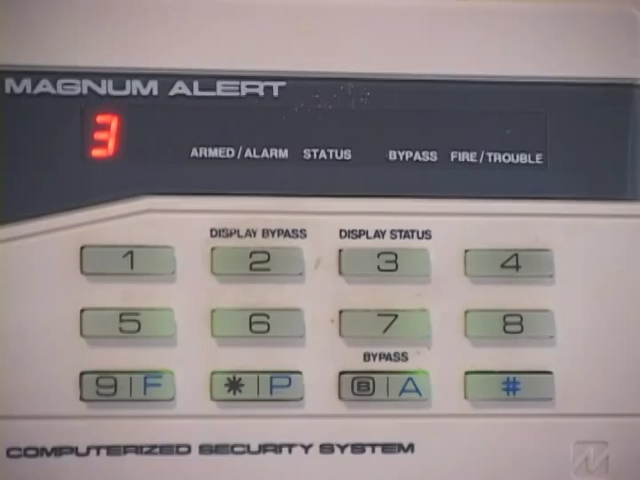 MAGNUM ALERT
3
ARMED/ALARM STATUS BYPASS FIRE/TROUBLE
DISPLAY BYPASS DISPLAY STATUS
1 2 3 4
5 6 7 8
BYPASS
9|F *|P B|A #
COMPUTERIZED SECURITY SYSTEM